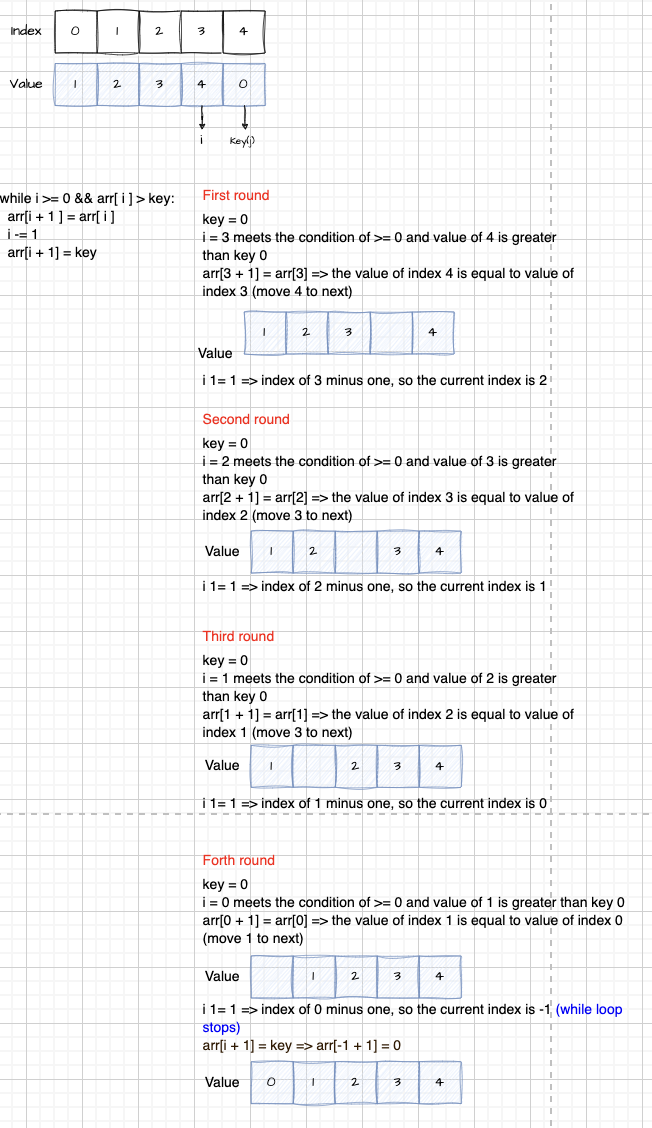 Index 0 1 2 3 4
Value 1 2 3 4 0
i Key(j)
while i >= 0 && arr[ i ] > key:
arr[i + 1 ] = arr[ i ]
i -= 1
arr[i + 1] = key
First round
key = 0
i = 3 meets the condition of >= 0 and value of 4 is greater
than key 0
arr[3 + 1] = arr[3] => the value of index 4 is equal to value of
index 3 (move 4 to next)
Value 1 2 3 4
i 1= 1 => index of 3 minus one, so the current index is 2
Second round
key = 0
i = 2 meets the condition of >= 0 and value of 3 is greater
than key 0
arr[2 + 1] = arr[2] => the value of index 3 is equal to value of
index 2 (move 3 to next)
Value 1 2 3 4
i 1= 1 => index of 2 minus one, so the current index is 1
Third round
key = 0
i = 1 meets the condition of >= 0 and value of 2 is greater
than key 0
arr[1 + 1] = arr[1] => the value of index 2 is equal to value of
index 1 (move 3 to next)
Value 1 2 3 4
i 1= 1 => index of 1 minus one, so the current index is 0
Forth round
key = 0
i = 0 meets the condition of >= 0 and value of 1 is greater than key 0
arr[0 + 1] = arr[0] => the value of index 1 is equal to value of index 0
(move 1 to next)
Value 1 2 3 4
i 1= 1 => index of 0 minus one, so the current index is -1 (while loop
stops)
arr[i + 1] = key => arr[-1 + 1] = 0
Value 0 1 2 3 4